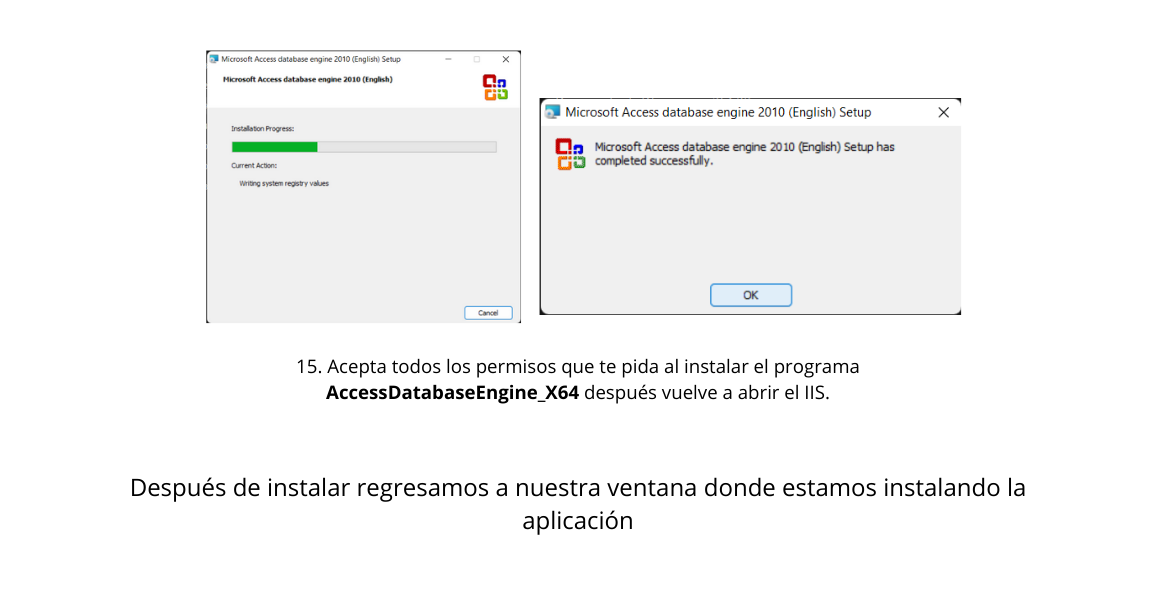 Microsoft Access database engine 2010 (English) Setup
Microsoft Access database engine 2010 (English)
Installation Progress:
Current Action:
Writing system registry values
Cancel
Microsoft Access database engine 2010 (English) Setup
Microsoft Access database engine 2010 (English) Setup has
completed successfully.
OK
15. Acepta todos los permisos que te pida al instalar el programa
AccessDatabaseEngine_X64 después vuelve a abrir el IIS.
Después de instalar regresamos a nuestra ventana donde estamos instalando la
aplicación